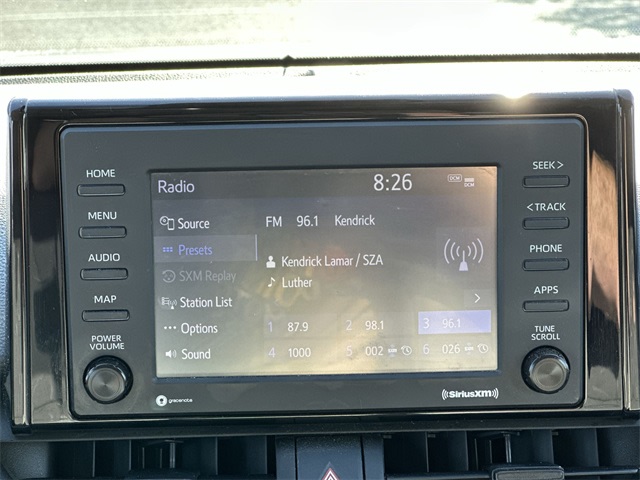 HOME
MENU
AUDIO
MAP
POWER
VOLUME
Radio 8:26 DCM
Source
Presets
SXM Replay
Station List
Options
Sound
FM 96.1 Kendrick
Kendrick Lamar / SZA
Luther
1 87.9 2 98.1 3 96.1
4 1000 5 002 6 026
SEEK >
< TRACK
PHONE
APPS
TUNE
SCROLL
gracenote
SiriusXM